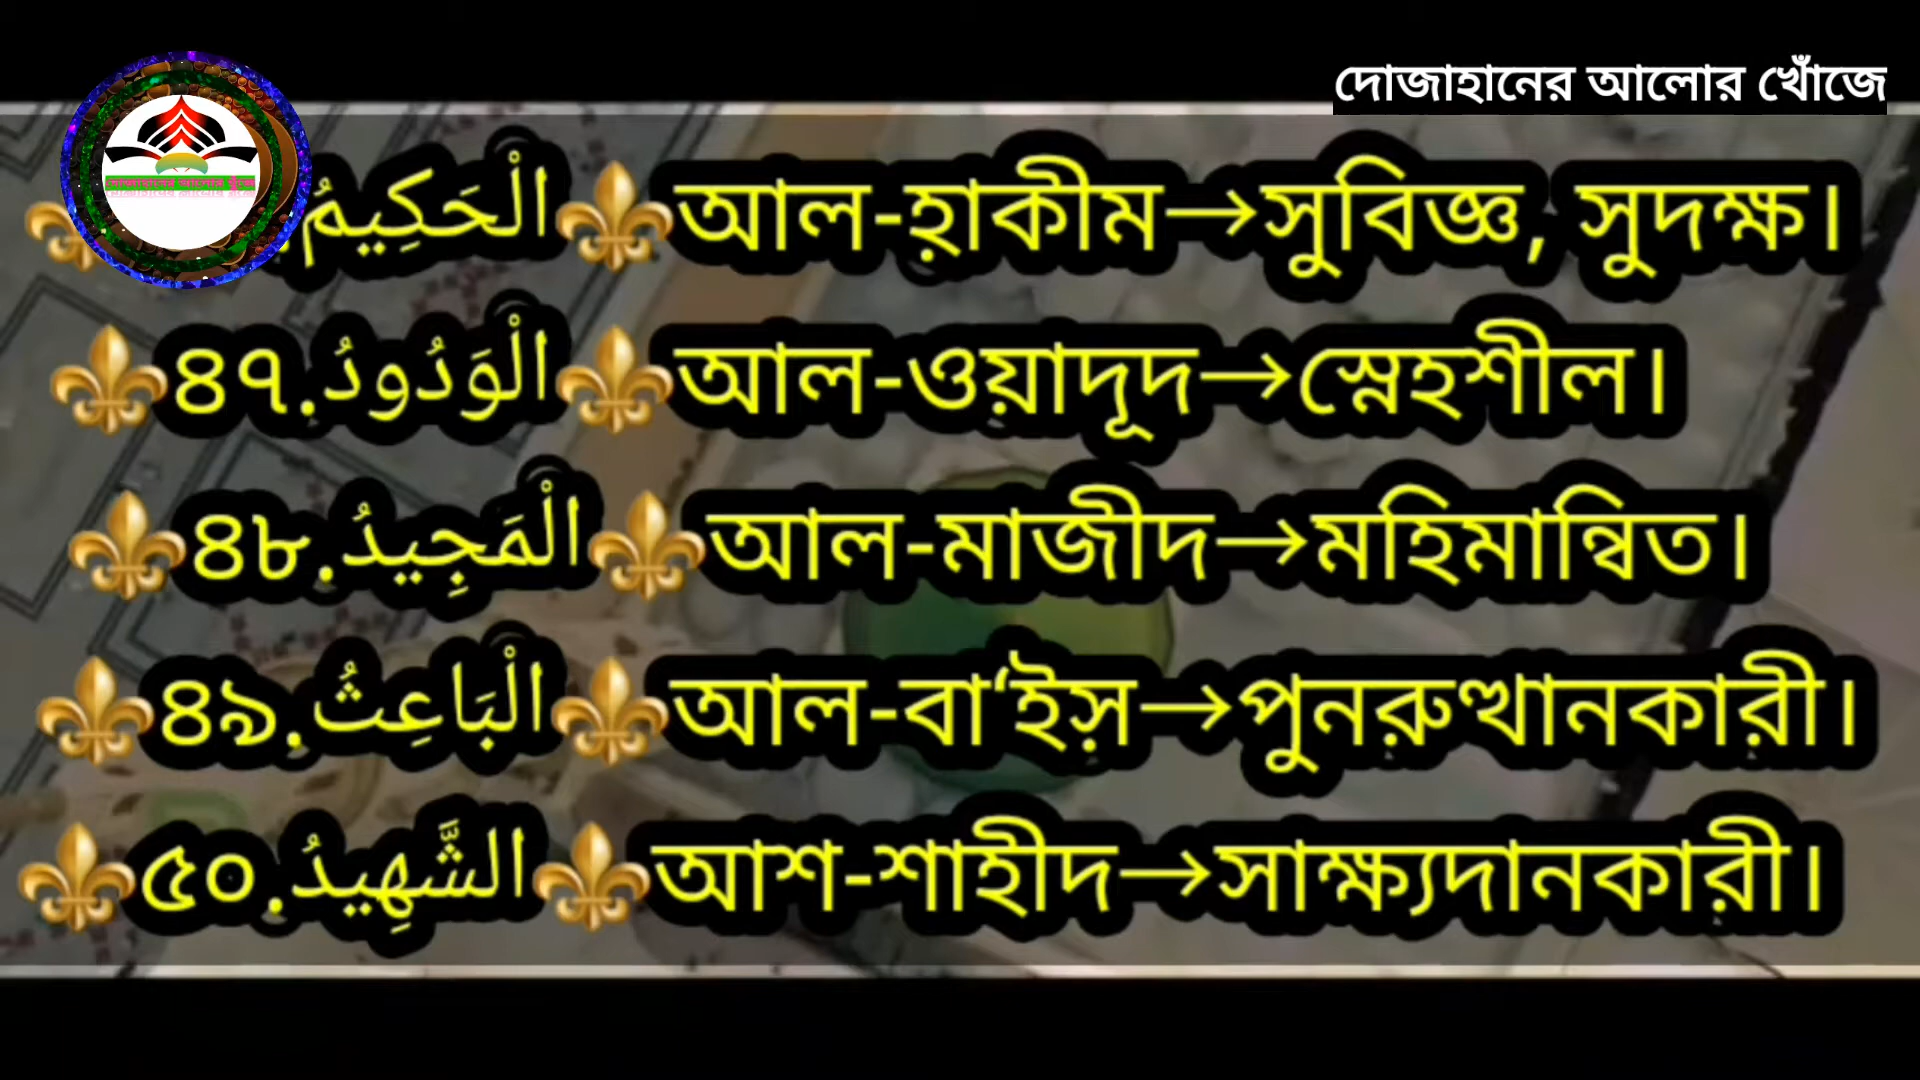 দোজাহানের আলোর খোঁজে
الْحَكِيمُ আল-হাকীম→সুবিজ্ঞ, সুদক্ষ।
৪৭.الْوَدُودُ আল-ওয়াদূদ→স্নেহশীল।
৪৮.الْمَجِيدُ আল-মাজীদ→মহিমান্বিত।
৪৯.الْبَاعِثُ আল-বা‘ইস়→পুনরুত্থানকারী।
৫০.الشَّهِيدُ আশ-শাহীদ→সাক্ষ্যদানকারী।